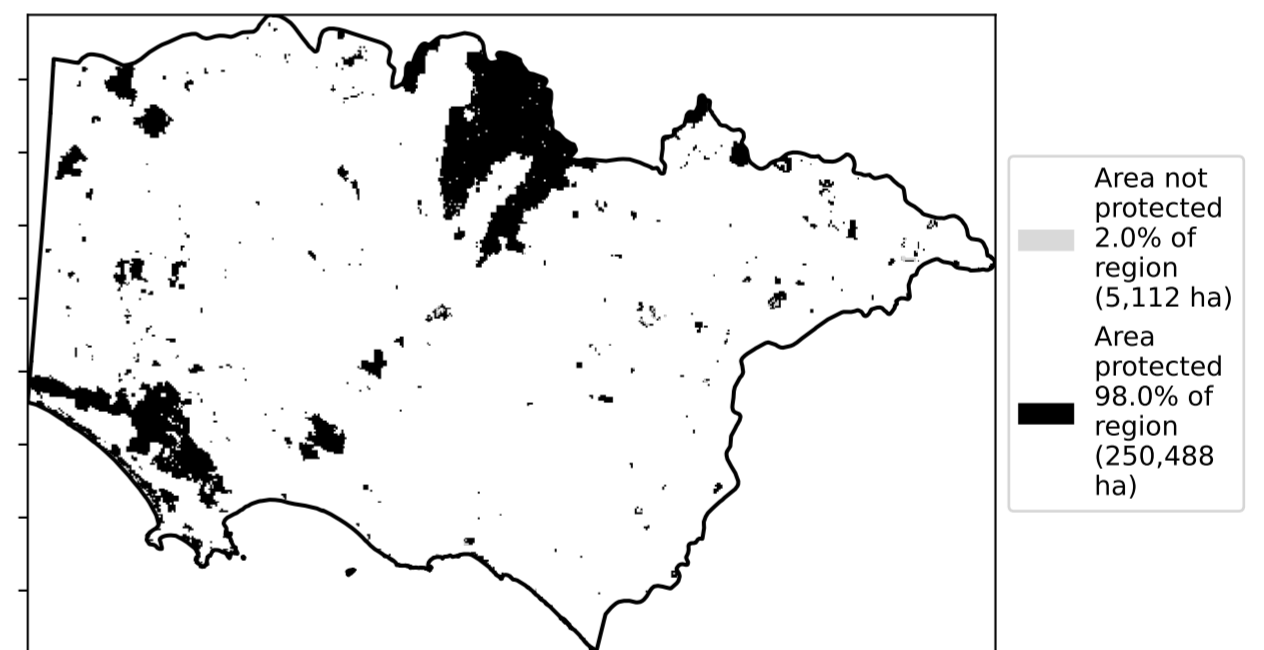 Area not
protected
2.0% of
region
(5,112 ha)
Area
protected
98.0% of
region
(250,488
ha)